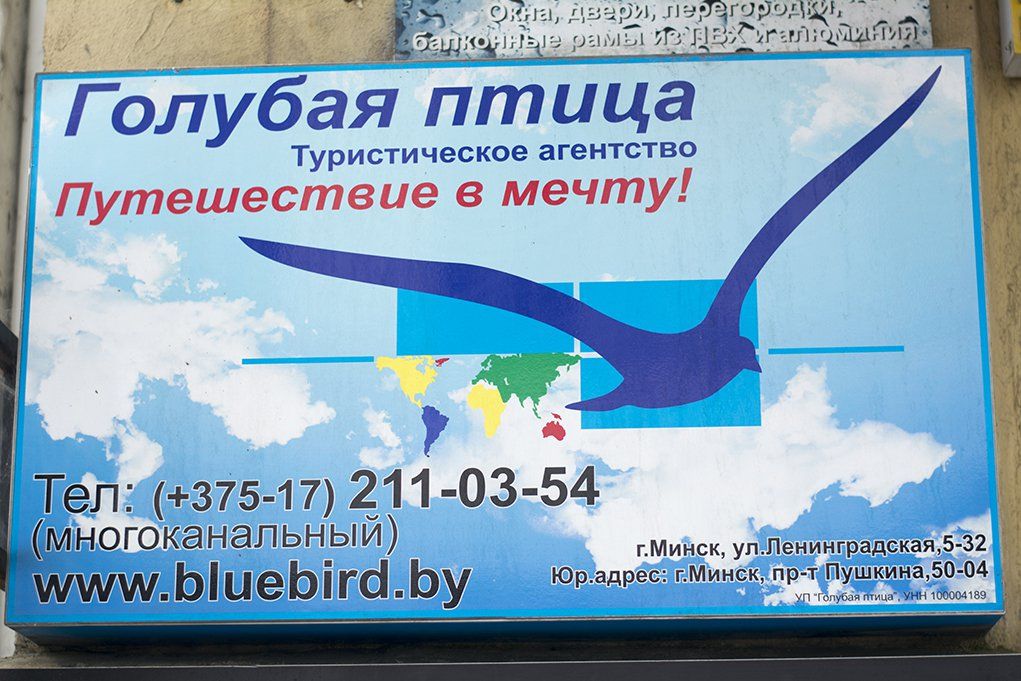 Окна, двери, перегородки,
балконные рамы из ПВХ и алюминия
Голубая птица
Туристическое агентство
Путешествие в мечту!
Тел: (+375-17) 211-03-54
(многоканальный)
www.bluebird.by
г.Минск, ул.Ленинградская,5-32
Юр.адрес: г.Минск, пр-т Пушкина,50-04
УП "Голубая птица", УНН 100004189